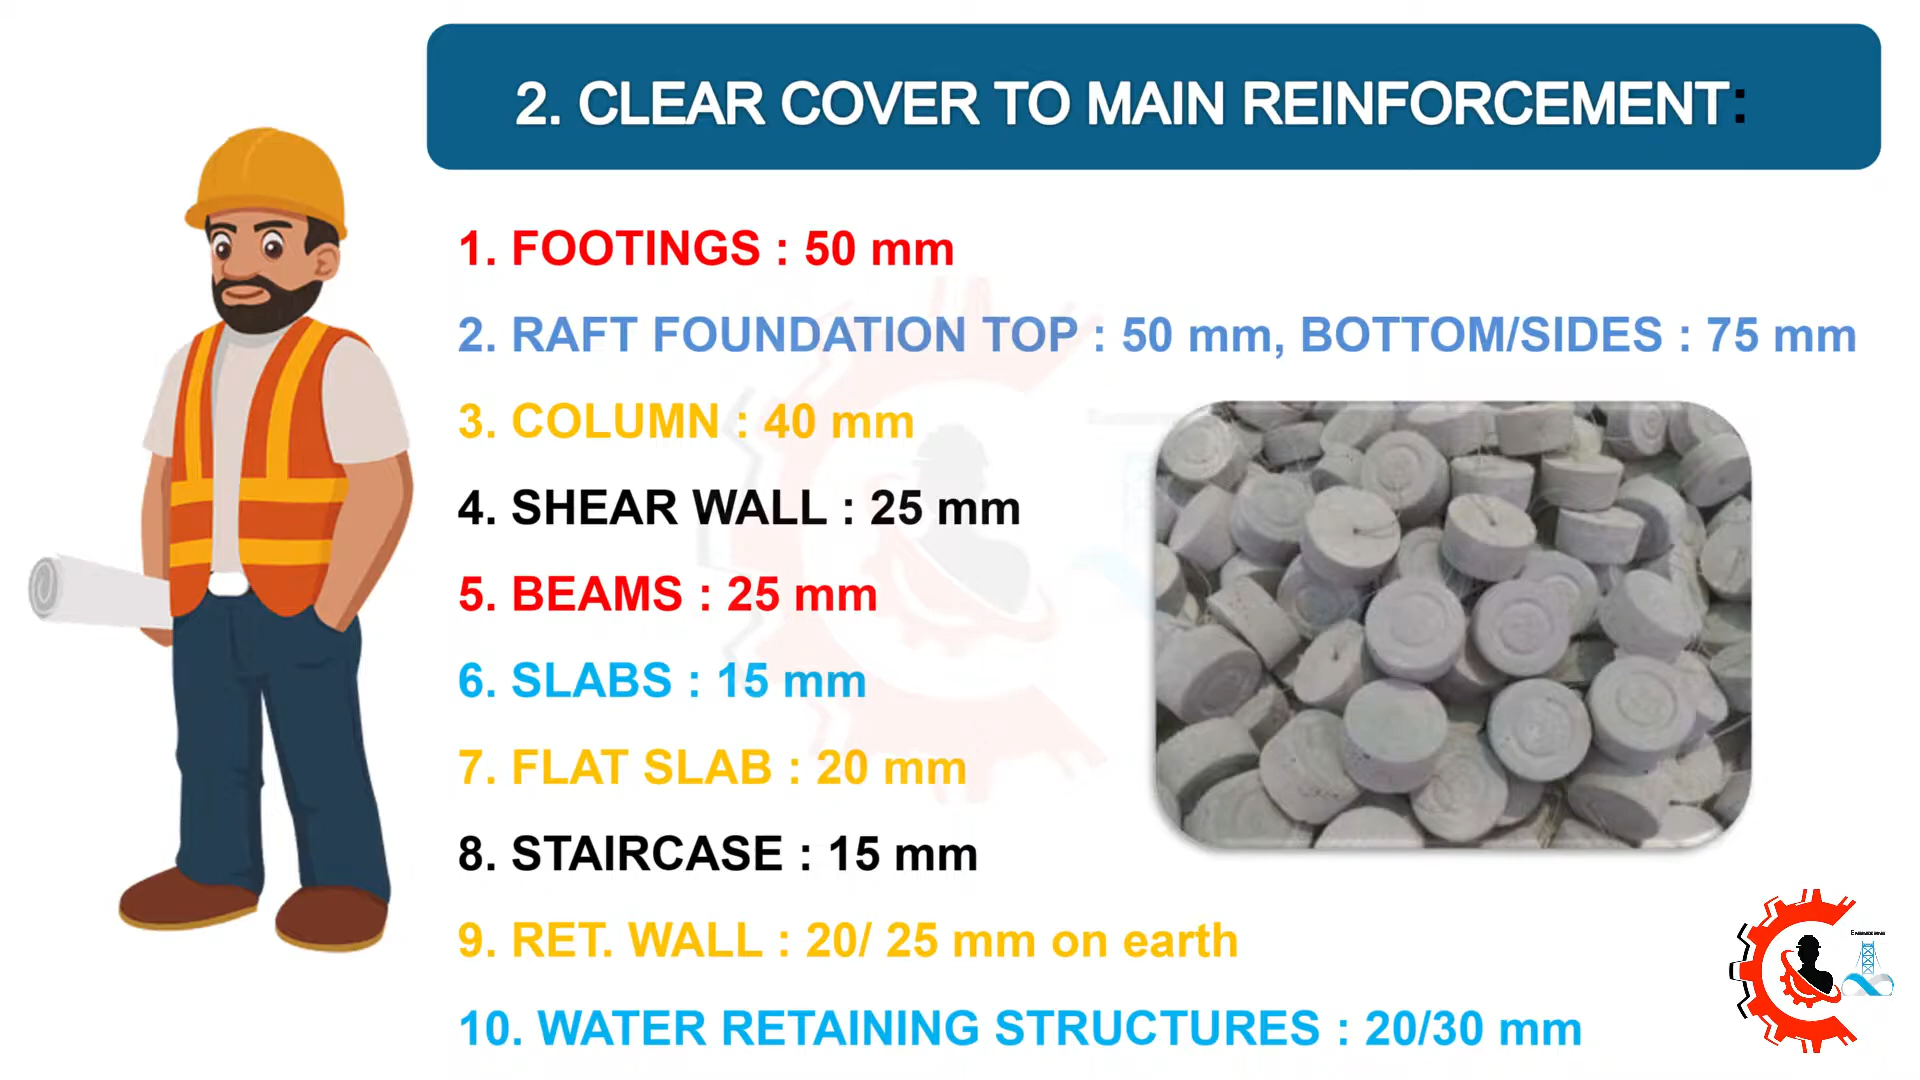 2. CLEAR COVER TO MAIN REINFORCEMENT:
1. FOOTINGS : 50 mm
2. RAFT FOUNDATION TOP : 50 mm, BOTTOM/SIDES : 75 mm
3. COLUMN : 40 mm
4. SHEAR WALL : 25 mm
5. BEAMS : 25 mm
6. SLABS : 15 mm
7. FLAT SLAB : 20 mm
8. STAIRCASE : 15 mm
9. RET. WALL : 20/ 25 mm on earth
10. WATER RETAINING STRUCTURES : 20/30 mm